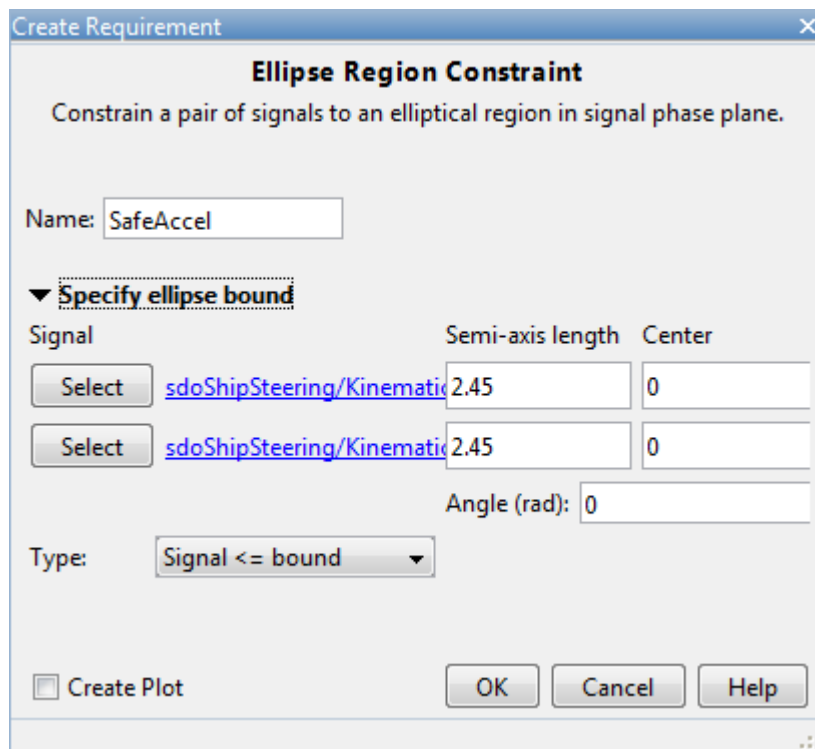 Create Requirement
Ellipse Region Constraint
Constrain a pair of signals to an elliptical region in signal phase plane.
Name: SafeAccel
Specify ellipse bound
Signal Semi-axis length Center
Select sdoShipSteering/Kinematic 2.45 0
Select sdoShipSteering/Kinematic 2.45 0
Angle (rad): 0
Type: Signal <= bound
Create Plot OK Cancel Help